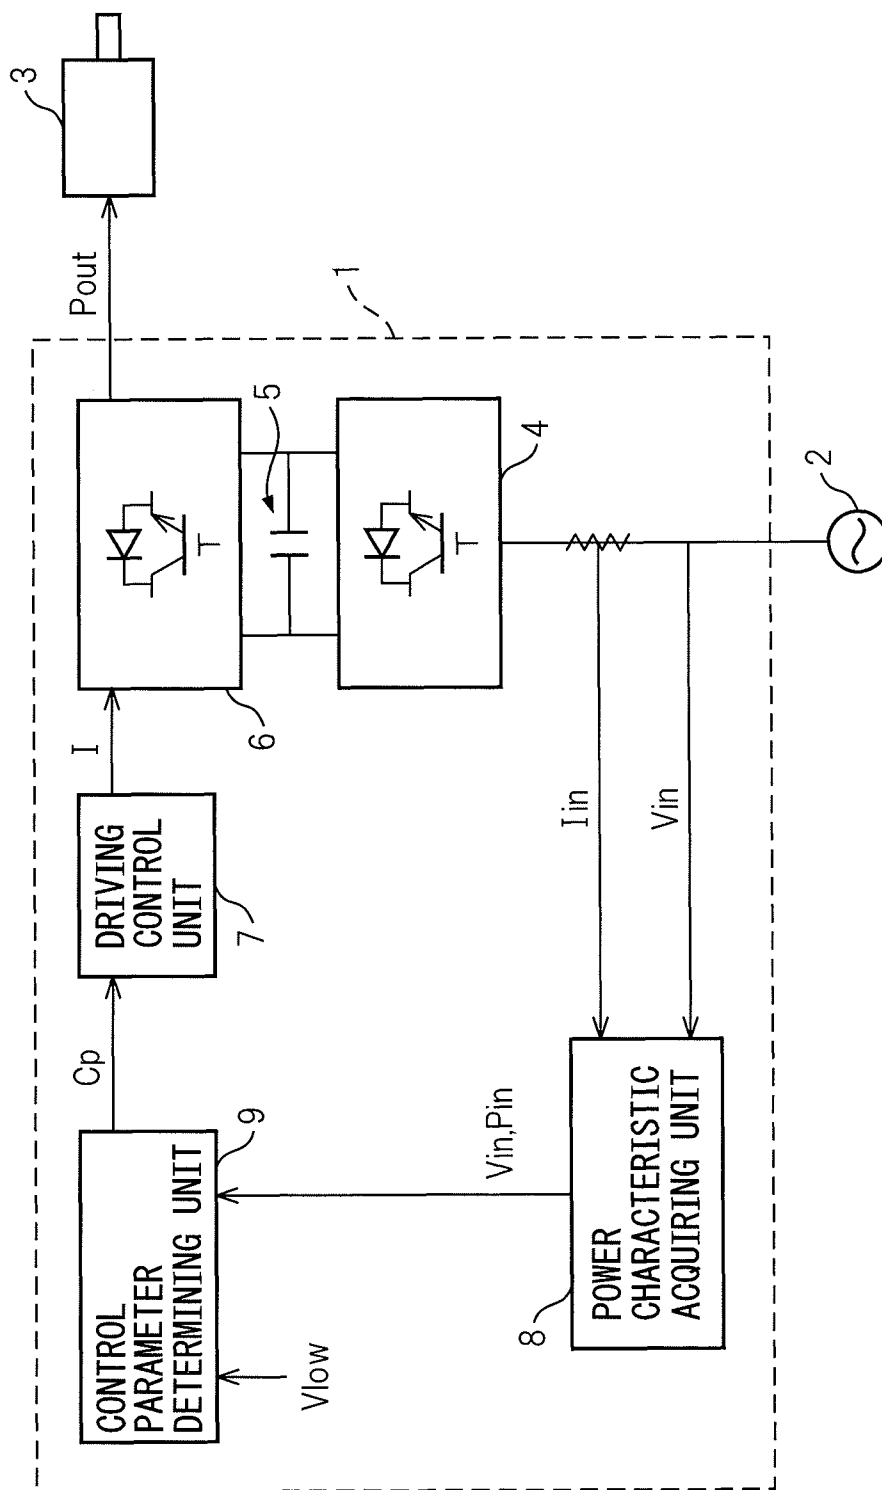 CONTROL
PARAMETER
DETERMINING UNIT
9
Vlow
Cp
DRIVING
CONTROL
UNIT
7
I
6
T
5
T
4
Pout
3
1
2
Iin
Vin
Vin,Pin
POWER
CHARACTERISTIC
ACQUIRING UNIT
8